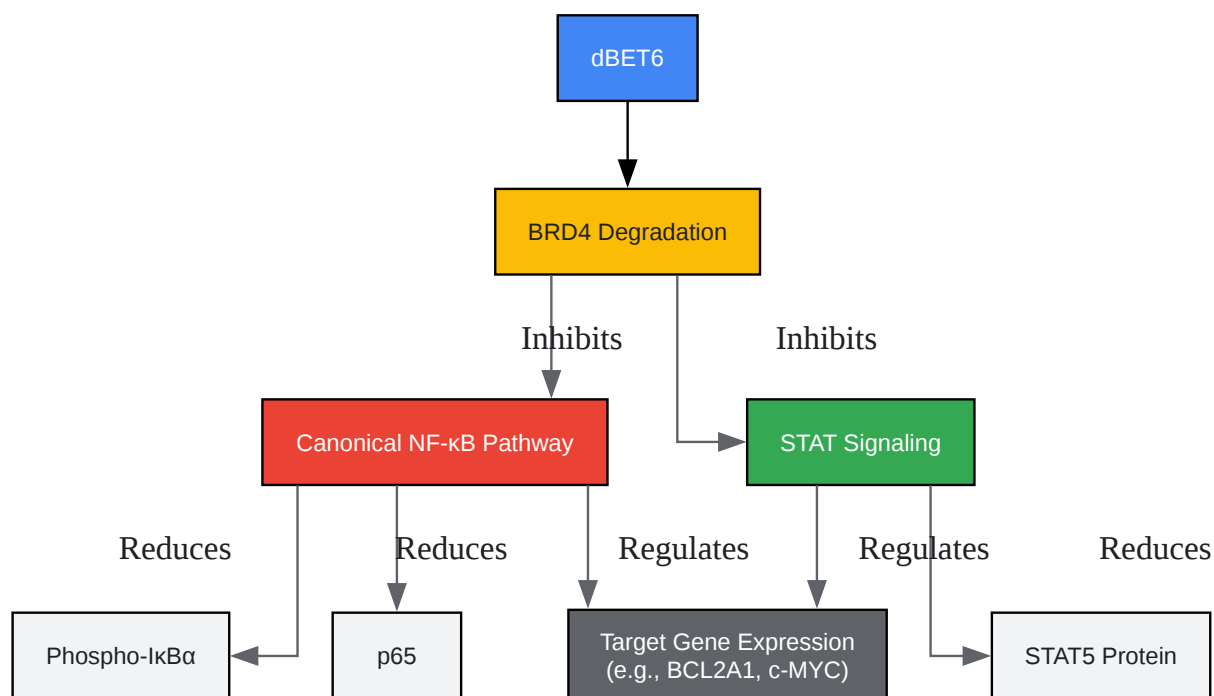 dBET6
BRD4 Degradation
Inhibits
Inhibits
Canonical NF-κB Pathway
STAT Signaling
Reduces
Reduces
Regulates
Regulates
Reduces
Phospho-IκBα
p65
Target Gene Expression
(e.g., BCL2A1, c-MYC)
STAT5 Protein